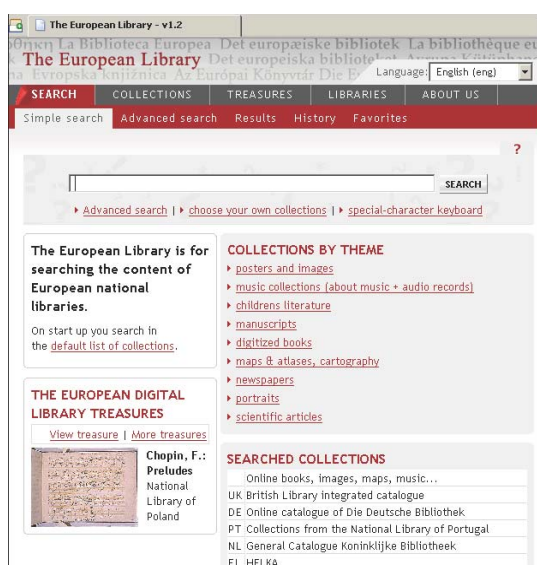 The European Library - v1.2
La Biblioteca Europea Det europæiske bibliotek La bibliothèque
The European Library
Det europeiska
Evropska knjižnica Az Európai Könyvtár Die
Language: English (eng)
SEARCH COLLECTIONS TREASURES LIBRARIES ABOUT US
Simple search Advanced search Results History Favorites
?
SEARCH
Advanced search | choose your own collections | special-character keyboard
The European Library is for
searching the content of
European national
libraries.
On start up you search in
the default list of collections.
THE EUROPEAN DIGITAL
LIBRARY TREASURES
View treasure | More treasures
Chopin, F.:
Preludes
National
Library of
Poland
COLLECTIONS BY THEME
posters and images
music collections (about music + audio records)
childrens literature
manuscripts
digitized books
maps & atlases, cartography
newspapers
portraits
scientific articles
SEARCHED COLLECTIONS
Online books, images, maps, music...
UK British Library integrated catalogue
DE Online catalogue of Die Deutsche Bibliothek
PT Collections from the National Library of Portugal
NL General Catalogue Koninklijke Bibliotheek
FI HELKA